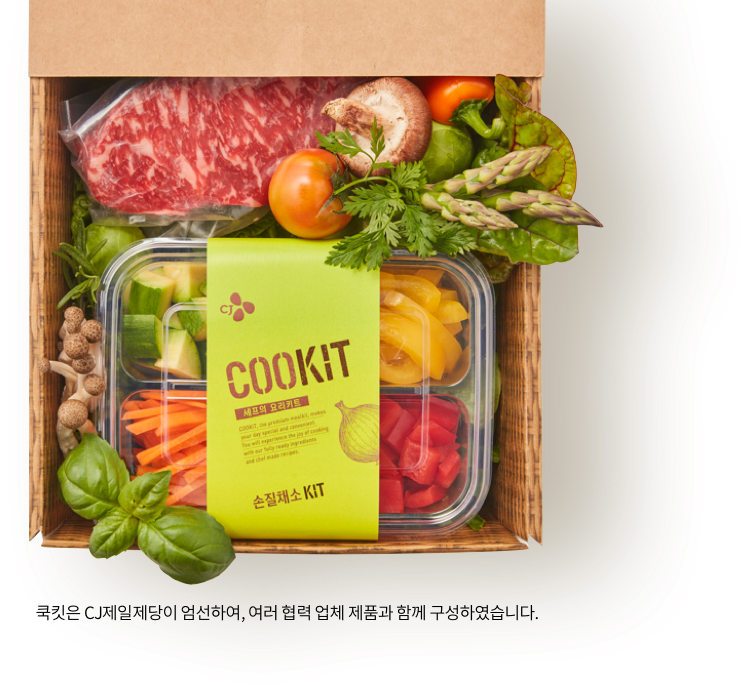 CJ
COOKIT
셰프의 요리키트
COOKIT, the premium mealkit, makes
your day special and convenient.
You will experience the joy of cooking
with our fully ready ingredients
and chef made recipes.
손질채소 KIT
쿡킷은 CJ제일제당이 엄선하여, 여러 협력 업체 제품과 함께 구성하였습니다.